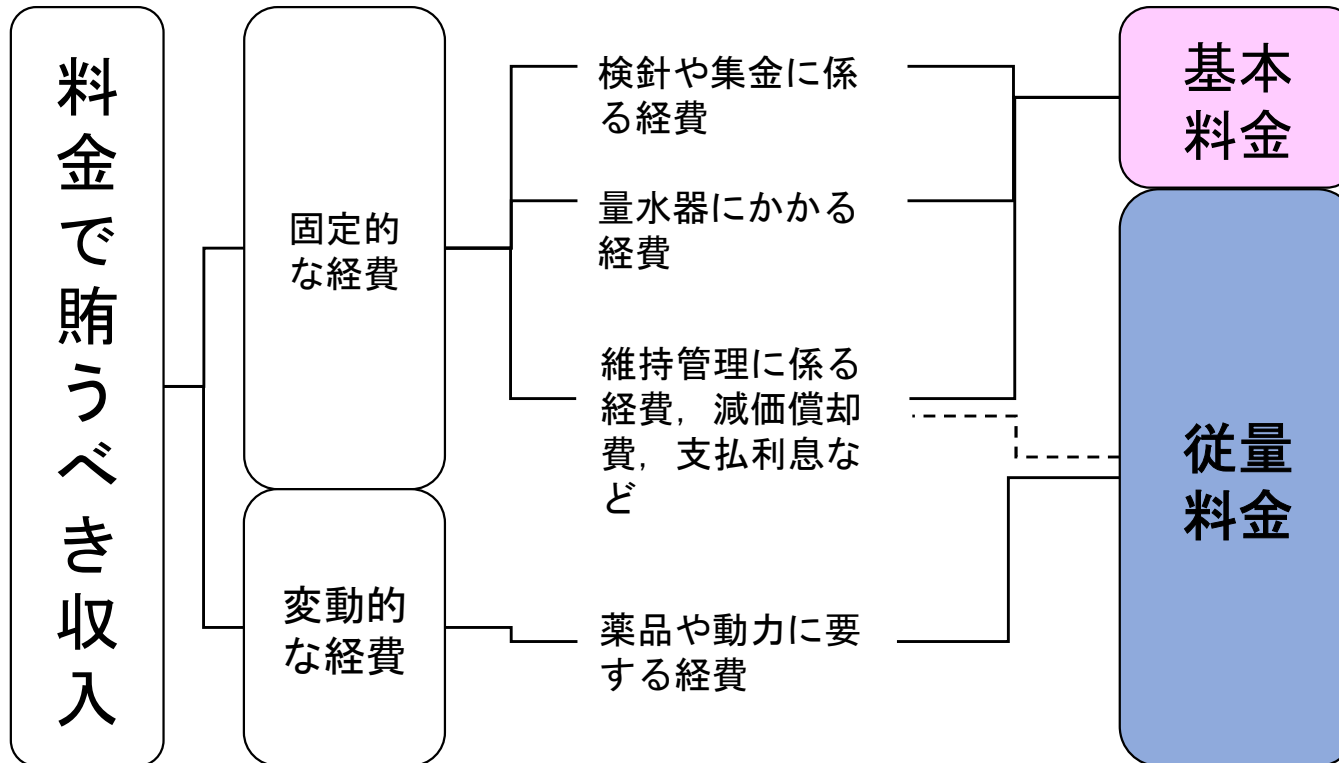 料金で賄うべき収入
固定的
な経費
変動的
な経費
検針や集金に係
る経費
量水器にかかる
経費
維持管理に係る
経費，減価償却
費，支払利息な
ど
薬品や動力に要
する経費
基本
料金
従量
料金